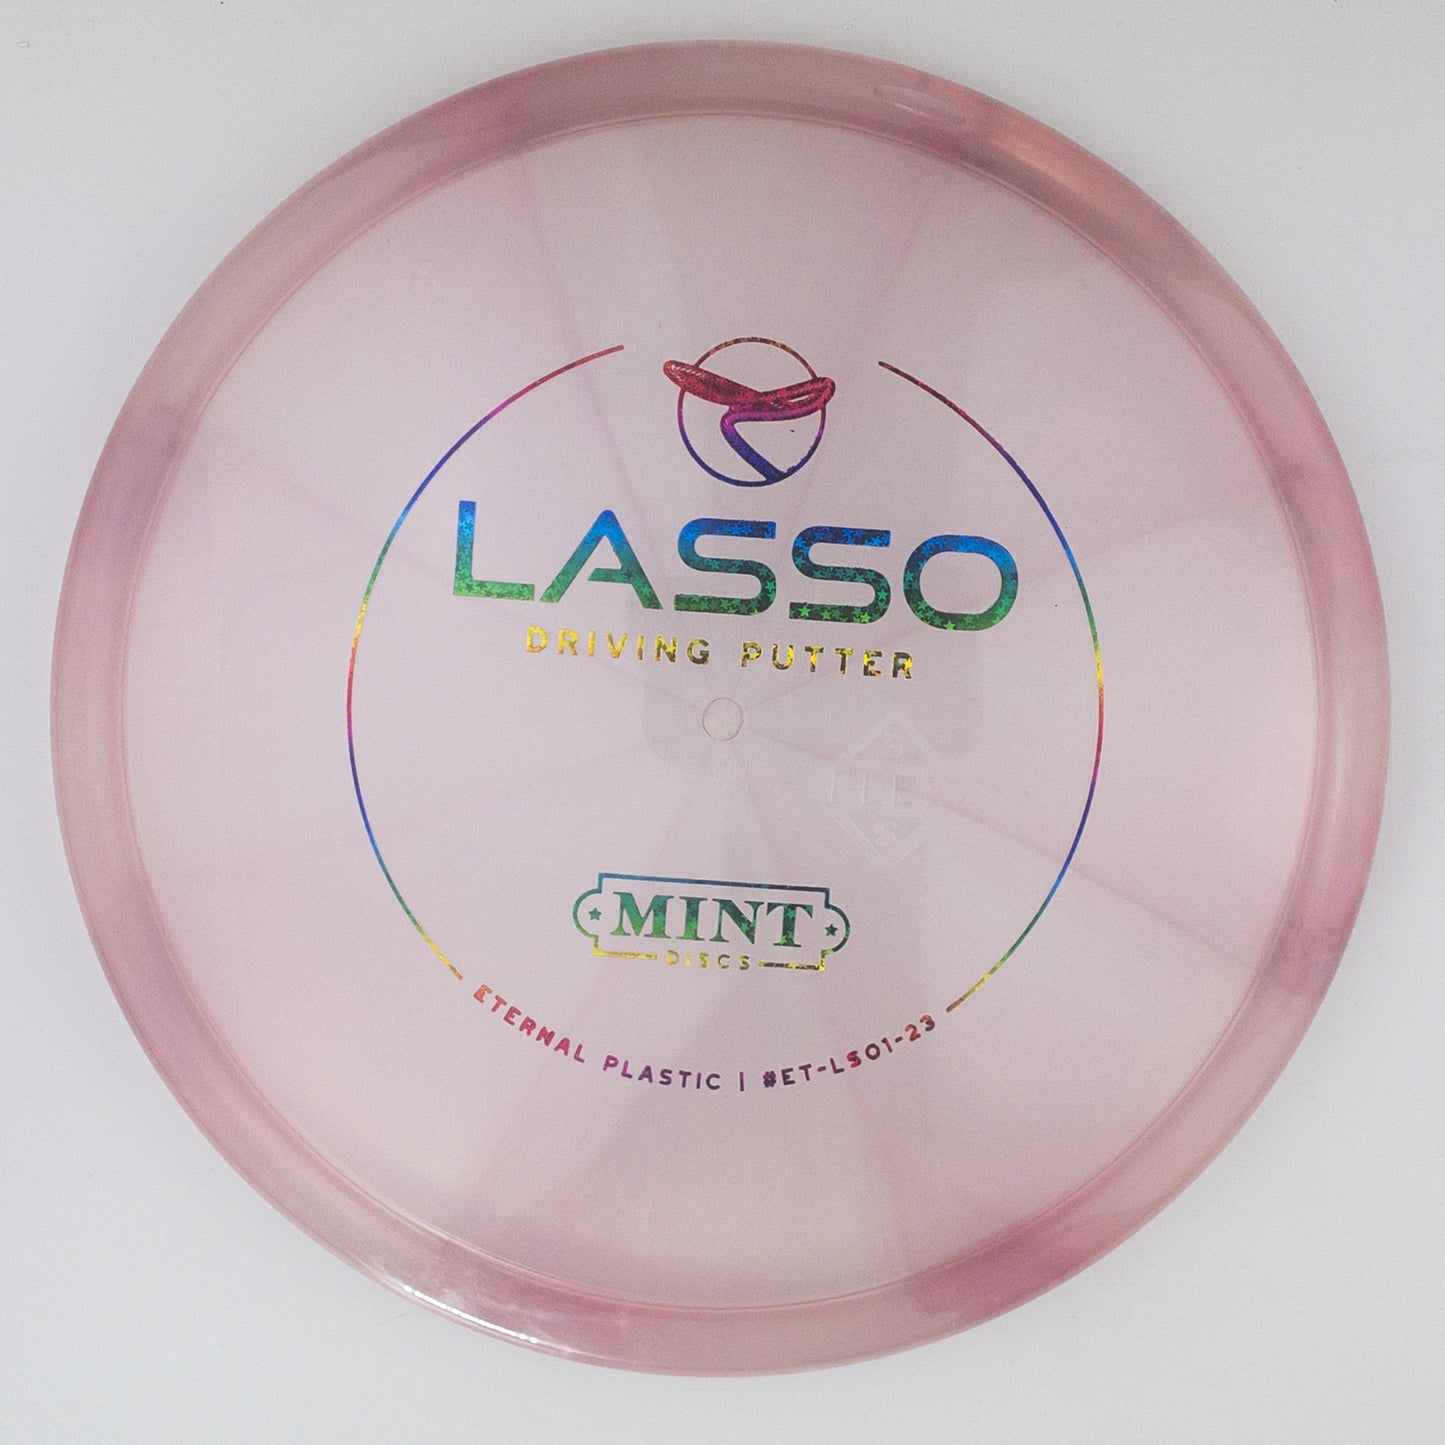 LASSO
DRIVING PUTTER
MINT
DISCS
ETERNAL PLASTIC | #ET-LS01-23